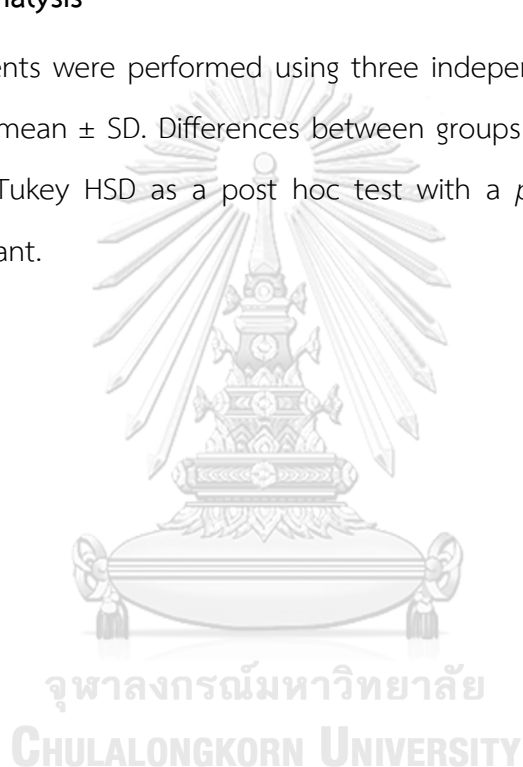 ents were performed using three indepen
mean ± SD. Differences between groups
Tukey HSD as a post hoc test with a p
ant.
จุฬาลงกรณ์มหาวิทยาลัย
CHULALONGKORN UNIVERSITY